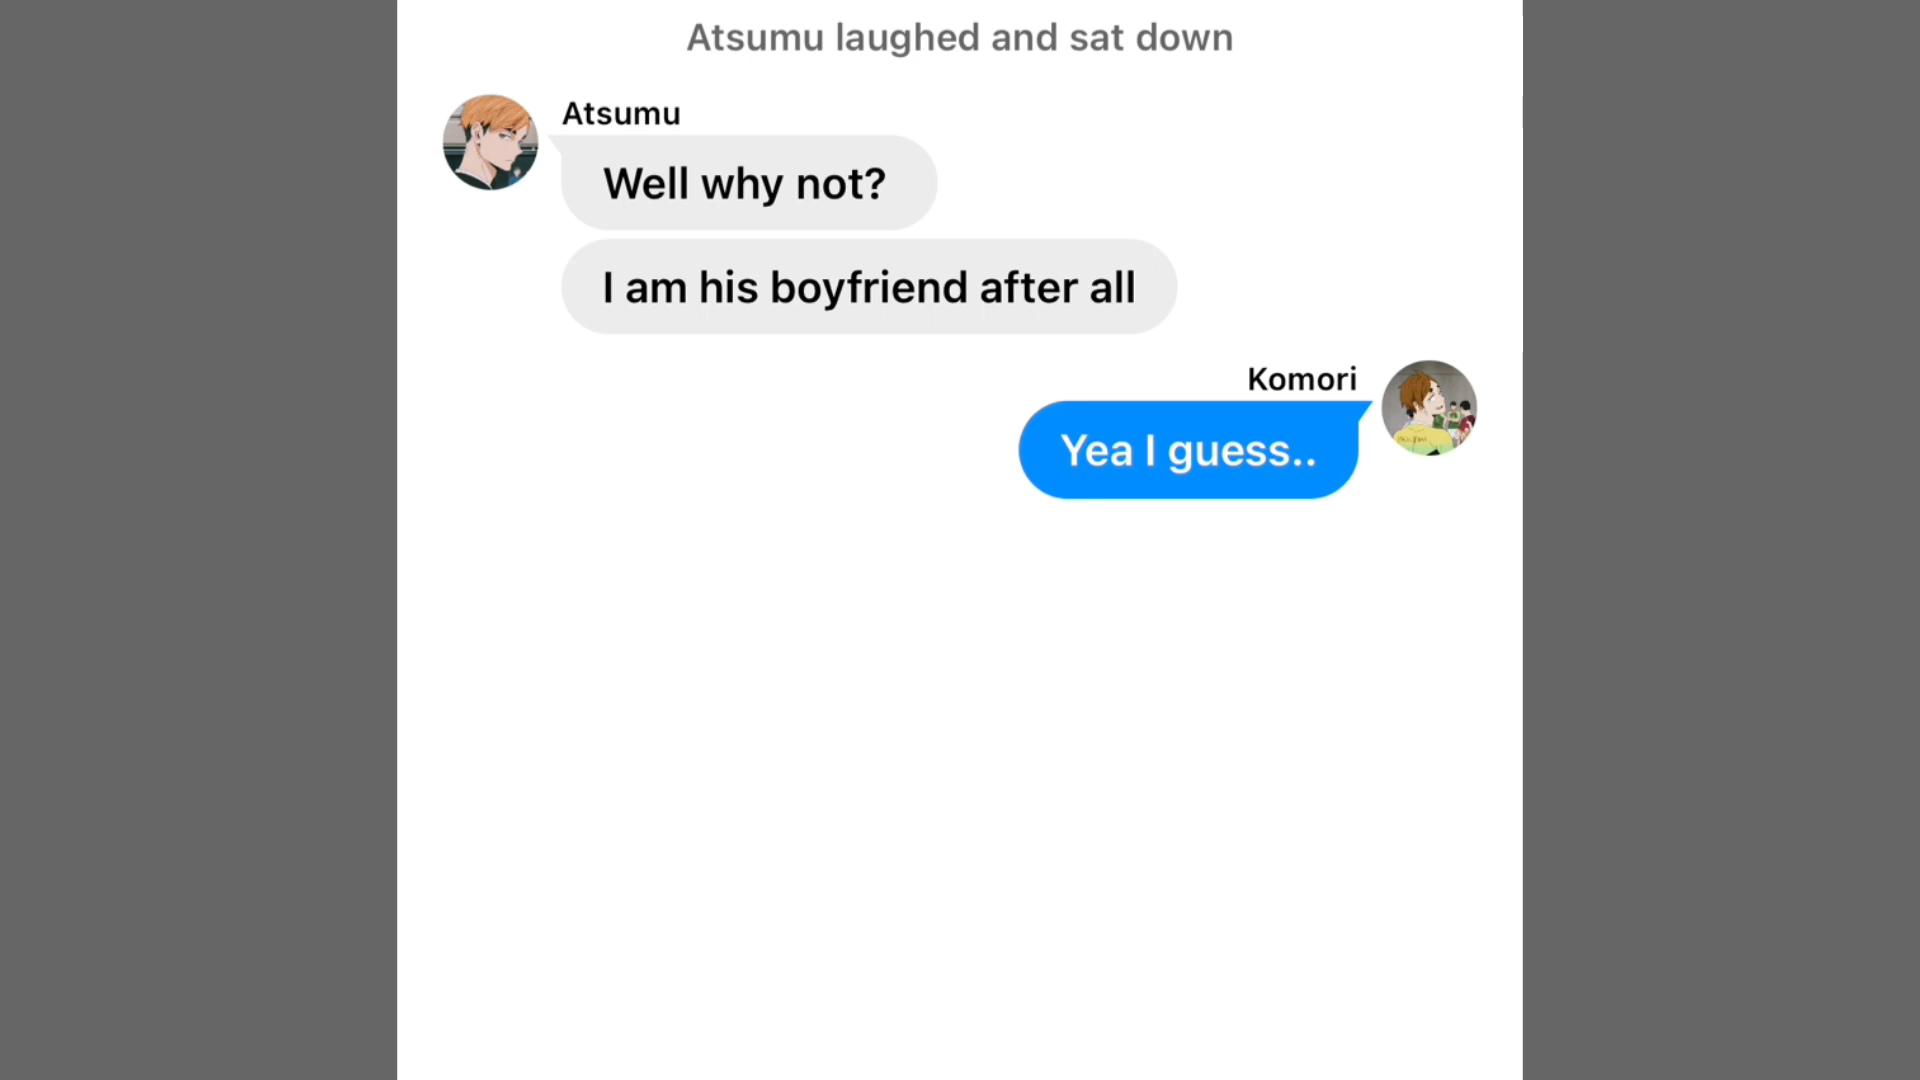 Atsumu laughed and sat down
Atsumu
Well why not?
I am his boyfriend after all
Komori
Yea I guess..